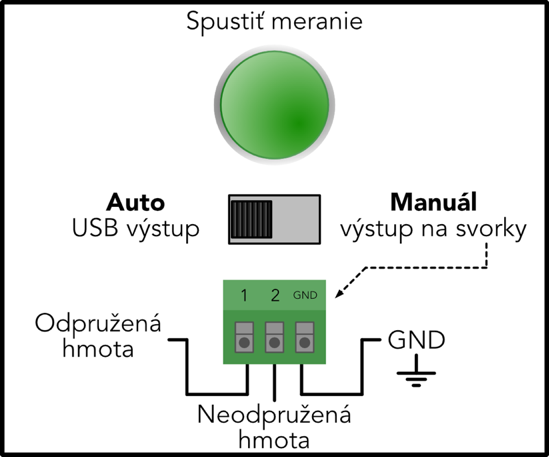 Spustiť meranie
Auto
USB výstup
Manuál
výstup na svorky
1 2 GND
Odpružená
hmota
GND
Neodpružená
hmota